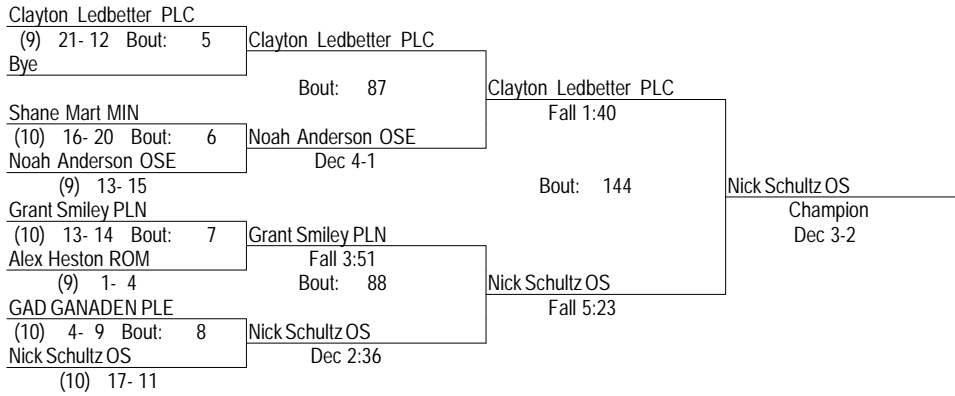 Clayton Ledbetter PLC
(9) 21- 12 Bout: 5
Bye
Clayton Ledbetter PLC
Bout: 87
Clayton Ledbetter PLC
Fall 1:40
Shane Mart MIN
(10) 16- 20 Bout: 6
Noah Anderson OSE
(9) 13- 15
Noah Anderson OSE
Dec 4-1
Bout: 144
Nick Schultz OS
Champion
Dec 3-2
Grant Smiley PLN
(10) 13- 14 Bout: 7
Alex Heston ROM
(9) 1- 4
Grant Smiley PLN
Fall 3:51
Bout: 88
Nick Schultz OS
Fall 5:23
GAD GANADEN PLE
(10) 4- 9 Bout: 8
Nick Schultz OS
(10) 17- 11
Nick Schultz OS
Dec 2:36